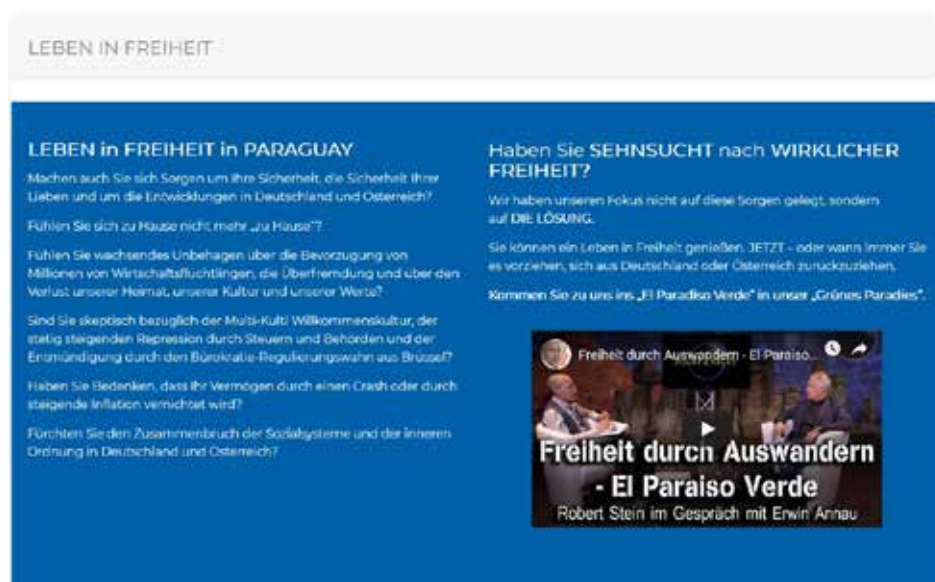 LEBEN IN FREIHEIT
LEBEN in FREIHEIT in PARAGUAY
Machen auch Sie sich Sorgen um Ihre Sicherheit, die Sicherheit Ihrer
Lieben und um die Entwicklungen in Deutschland und Österreich?
Fühlen Sie sich zu Hause nicht mehr „zu Hause"?
Fühlen Sie wachsendes Unbehagen über die Bevorzugung von
Millionen von Wirtschaftsflüchtlingen, die Überfremdung und über den
Verlust unserer Heimat, unserer Kultur und unserer Werte?
Sind Sie skeptisch bezüglich der Multi-Kulti Willkommenskultur, der
stetig steigenden Repression durch Steuern und Behörden und der
Entmündigung durch den Bürokratie-Regulierungswahn aus Brüssel?
Haben Sie Bedenken, dass Ihr Vermögen durch einen Crash oder durch
steigende Inflation vernichtet wird?
Fürchten Sie den Zusammenbruch der Sozialsysteme und der inneren
Ordnung in Deutschland und Österreich?
Haben Sie SEHNSUCHT nach WIRKLICHER
FREIHEIT?
Wir haben unseren Fokus nicht auf diese Sorgen gelegt, sondern
auf DIE LÖSUNG.
Sie können ein Leben in Freiheit genießen. JETZT – oder wann immer Sie
es vorziehen, sich aus Deutschland oder Österreich zurückzuziehen.
Kommen Sie zu uns ins „El Paradiso Verde" in unser „Grünes Paradies".
Freiheit durch Auswandern - El Paraiso...
Freiheit durch Auswandern
- El Paraiso Verde
Robert Stein im Gespräch mit Erwin Annau